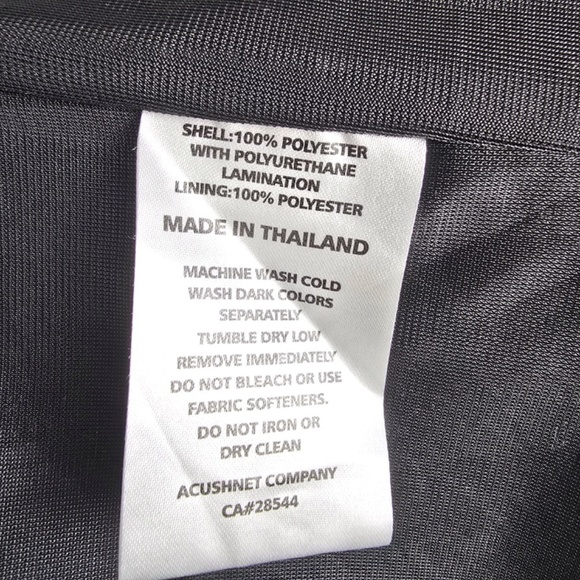 SHELL:100% POLYESTER
WITH POLYURETHANE
LAMINATION
LINING:100% POLYESTER
MADE IN THAILAND
MACHINE WASH COLD
WASH DARK COLORS
SEPARATELY
TUMBLE DRY LOW
REMOVE IMMEDIATELY
DO NOT BLEACH OR USE
FABRIC SOFTENERS.
DO NOT IRON OR
DRY CLEAN
ACUSHNET COMPANY
CA#28544